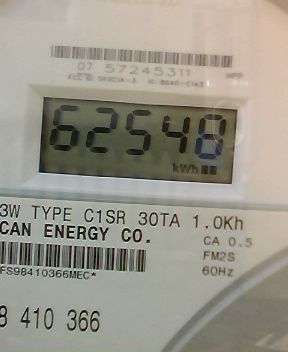 07 57245311
62548
kWh
3W TYPE C1SR 30TA 1.0Kh
CAN ENERGY CO.
CA 0.5
FM2S
60Hz
FS98410366MEC*
8 410 366